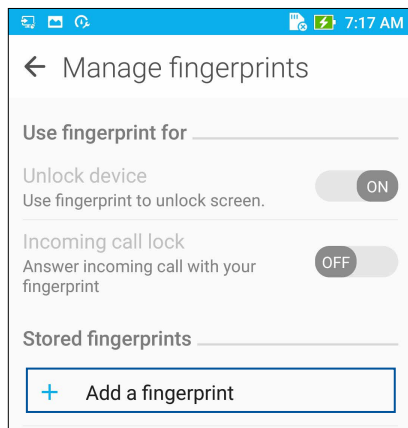 7:17 AM
Manage fingerprints
Use fingerprint for
Unlock device
ON
Use fingerprint to unlock screen.
Incoming call lock
OFF
Answer incoming call with your
fingerprint
Stored fingerprints
+ Add a fingerprint